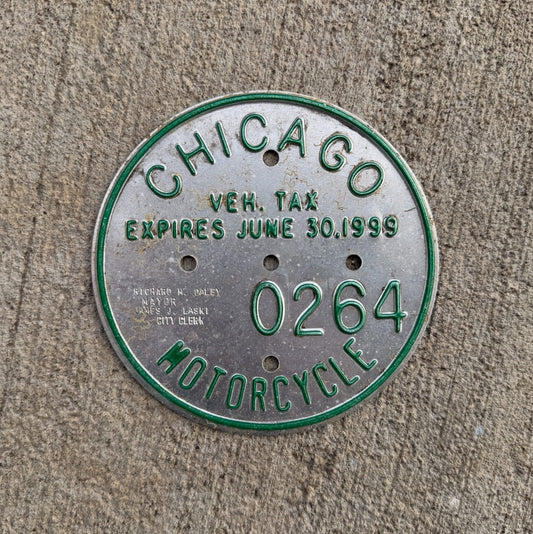 CHICAGO
VEH. TAX
EXPIRES JUNE 30, 1999
RICHARD M. DALEY
MAYOR
JAMES J. LASKI
CITY CLERK
0264
MOTORCYCLE